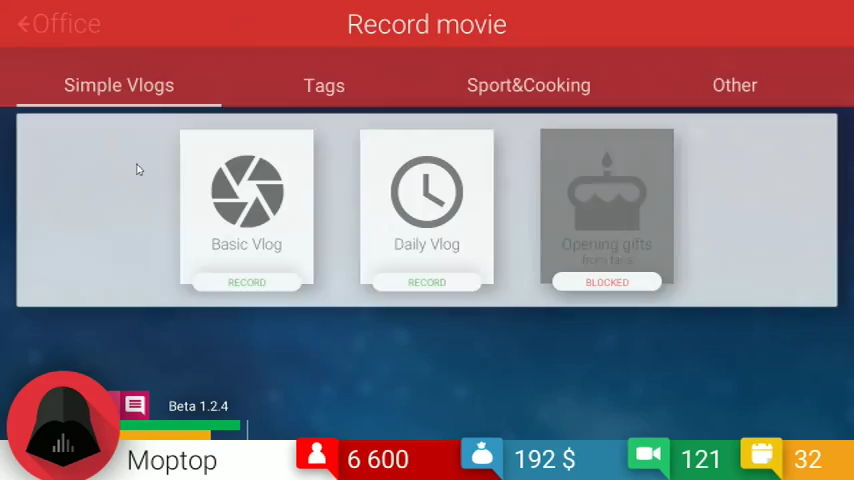 Office
Record movie
Simple Vlogs
Tags
Sport&Cooking
Other
Basic Vlog
RECORD
Daily Vlog
RECORD
Opening gifts
from fans
BLOCKED
Beta 1.2.4
Moptop
6 600
192 $
121
32